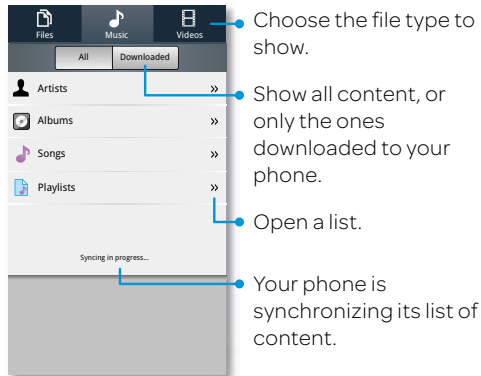 Files Music Videos
All Downloaded
Artists »
Albums »
Songs »
Playlists »
Syncing in progress...
Choose the file type to
show.
Show all content, or
only the ones
downloaded to your
phone.
Open a list.
Your phone is
synchronizing its list of
content.